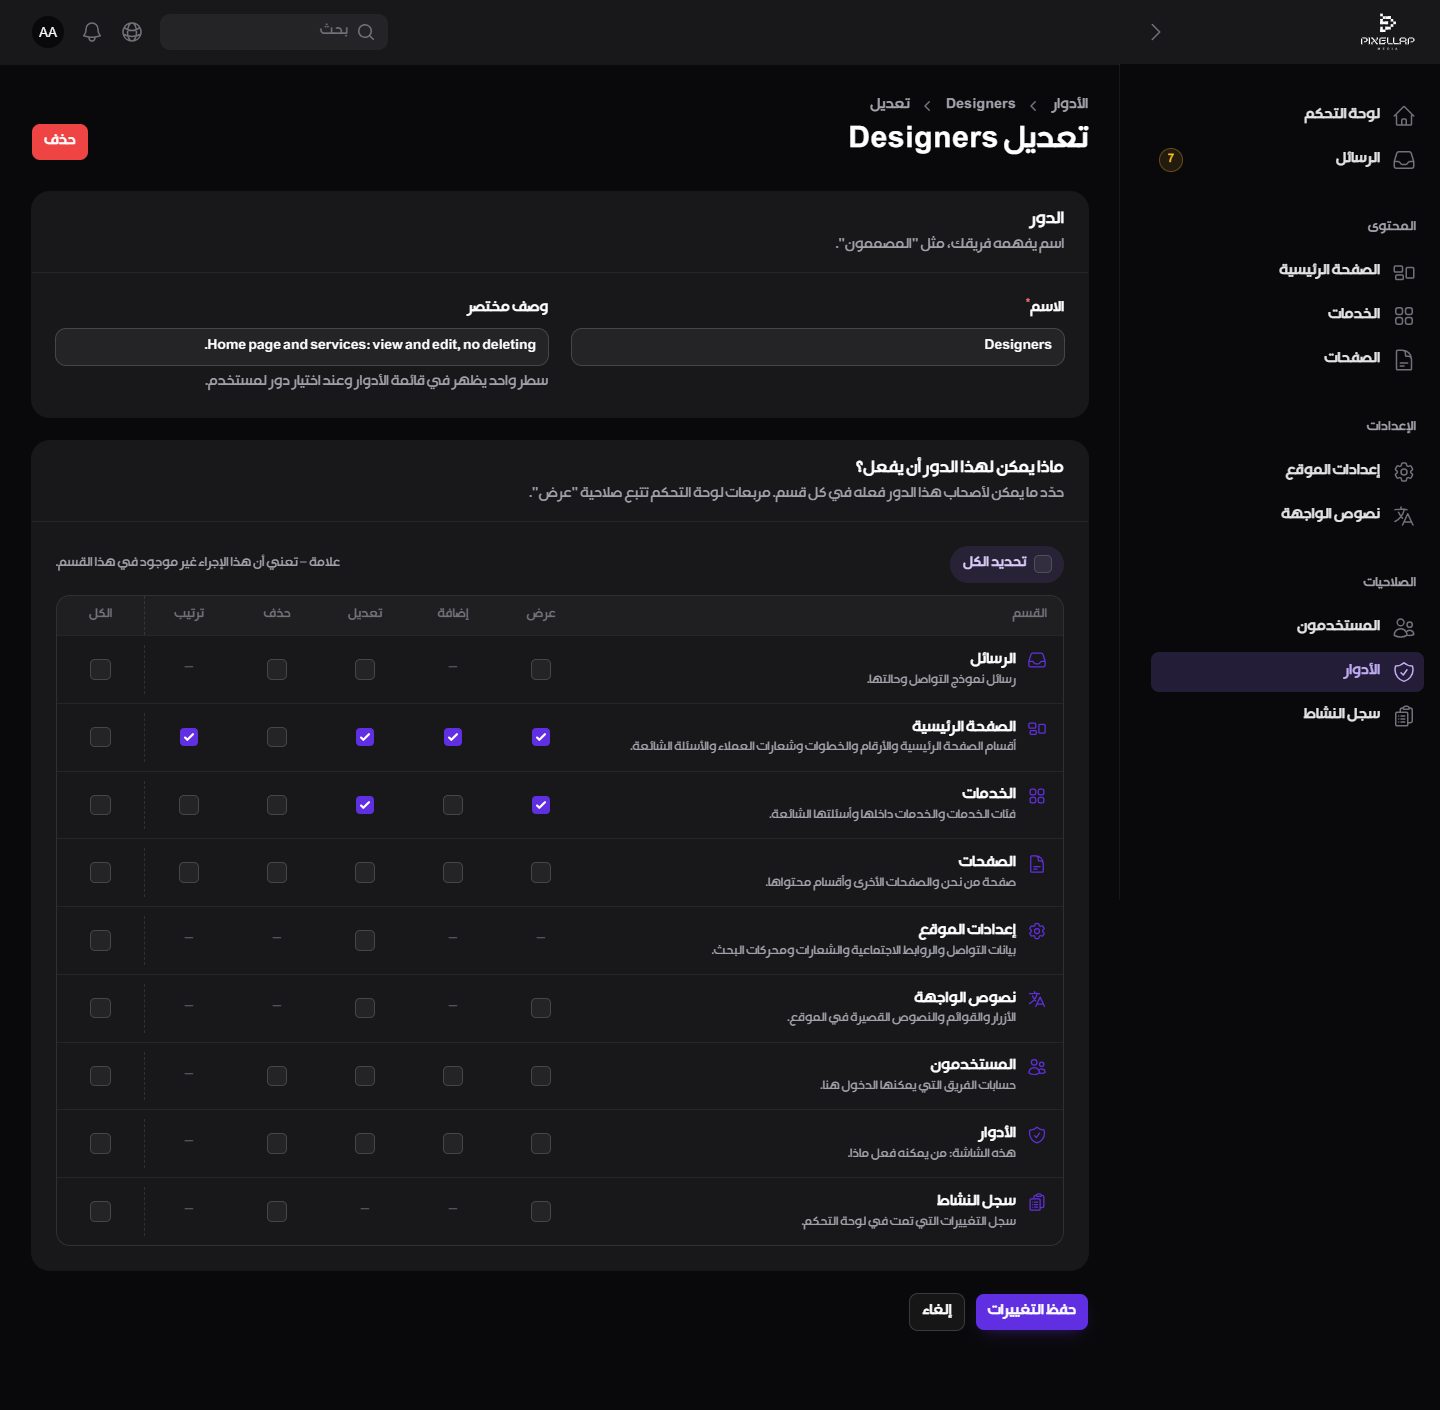 PIXELLAP
MEDIA
بحث
AA
لوحة التحكم
الرسائل
7
المحتوى
الصفحة الرئيسية
الخدمات
الصفحات
الإعدادات
إعدادات الموقع
نصوص الواجهة
الصلاحيات
المستخدمون
الأدوار
سجل النشاط
الأدوار
Designers
تعديل
تعديل Designers
حذف
الدور
اسم يفهمه فريقك، مثل "المصممون".
الاسم*
Designers
وصف مختصر
Home page and services: view and edit, no deleting.
سطر واحد يظهر في قائمة الأدوار وعند اختيار دور لمستخدم.
ماذا يمكن لهذا الدور أن يفعل؟
حدّد ما يمكن لأصحاب هذا الدور فعله في كل قسم. مربعات لوحة التحكم تتبع صلاحية "عرض".
تحديد الكل
علامة – تعني أن هذا الإجراء غير موجود في هذا القسم.
القسم عرض إضافة تعديل حذف ترتيب الكل
الرسائل – –
رسائل نموذج التواصل وحالتها.
الصفحة الرئيسية
أقسام الصفحة الرئيسية والأرقام والخطوات وشعارات العملاء والأسئلة الشائعة.
الخدمات
فئات الخدمات والخدمات داخلها وأسئلتها الشائعة.
الصفحات
صفحة من نحن والصفحات الأخرى وأقسام محتواها.
إعدادات الموقع – – – –
بيانات التواصل والروابط الاجتماعية والشعارات ومحركات البحث.
نصوص الواجهة – – –
الأزرار والقوائم والنصوص القصيرة في الموقع.
المستخدمون –
حسابات الفريق التي يمكنها الدخول هنا.
الأدوار –
هذه الشاشة: من يمكنه فعل ماذا.
سجل النشاط – – –
سجل التغييرات التي تمت في لوحة التحكم.
حفظ التغييرات
إلغاء